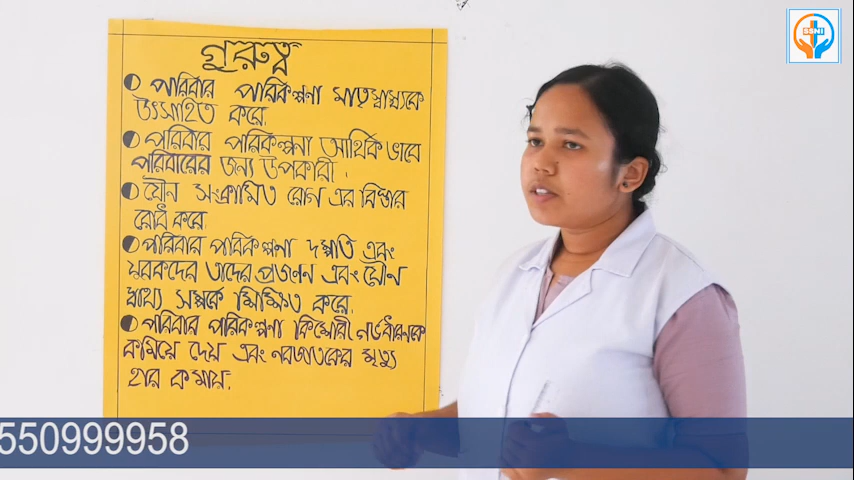 গুরুত্ব
পরিবার পরিকল্পনা মাতৃস্বাস্থ্যকে
উৎসাহিত করে.
পরিবার পরিকল্পনা আর্থিক ভাবে
পরিবারের জন্য উপকারী.
যৌন সংক্রামিত রোগ এর বিস্তার
রোধ করে.
পরিবার পরিকল্পনা দম্পতি এবং
যুবকদের তাদের প্রজনন এবং যৌন
স্বাস্থ্য সম্পর্কে শিক্ষিত করে.
পরিবার পরিকল্পনা কিশোরী গর্ভধারনকে
কমিয়ে দেয় এবং নবজাতকের মৃত্যু
হার কমায়.
550999958